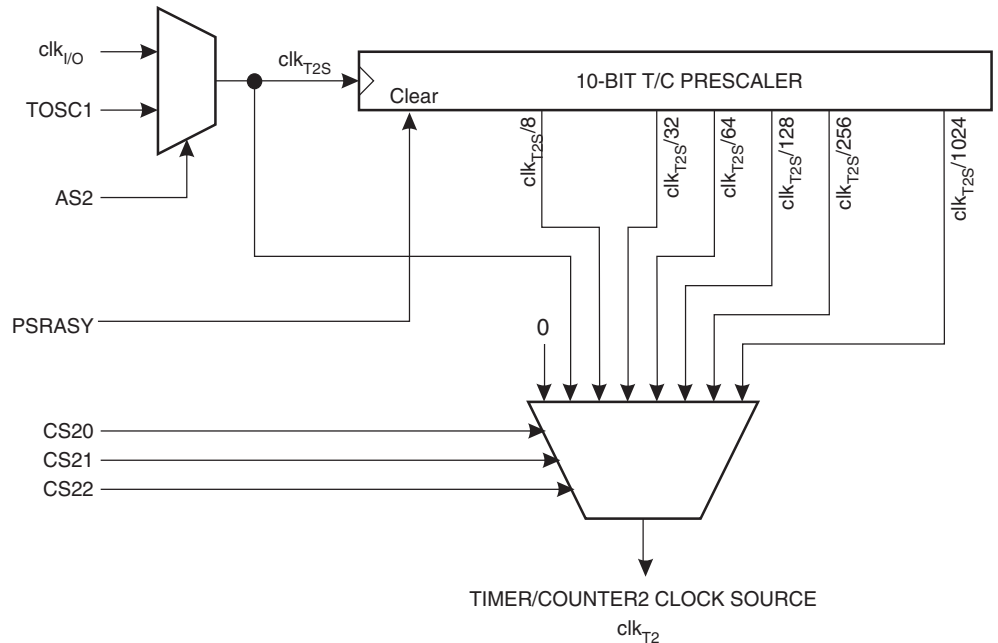 clkI/O
TOSC1
AS2
PSRASY
clkT2S
10-BIT T/C PRESCALER
Clear
clkT2S/8
clkT2S/32
clkT2S/64
clkT2S/128
clkT2S/256
clkT2S/1024
0
CS20
CS21
CS22
TIMER/COUNTER2 CLOCK SOURCE
clkT2